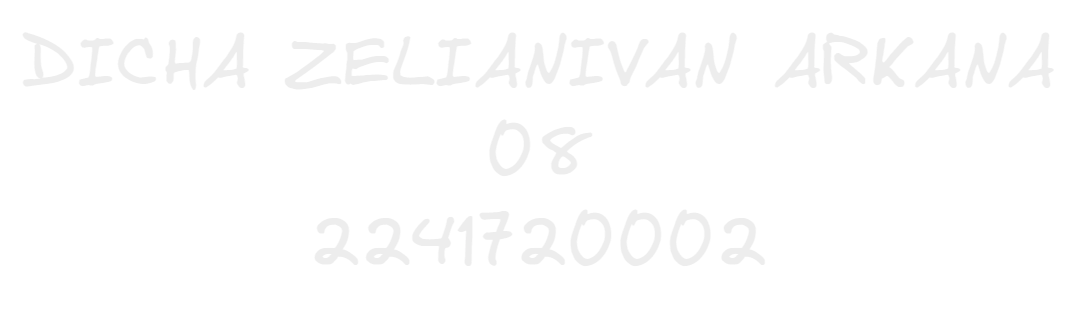 DICHA ZELIANIVAN ARKANA
08
2241720002